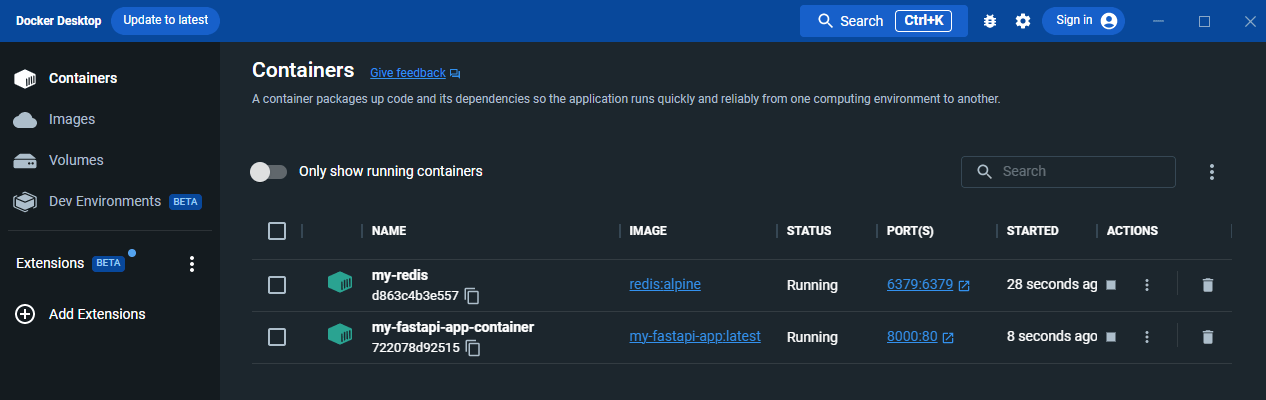 Docker Desktop Update to latest Search Ctrl+K Sign in
Containers
Images
Volumes
Dev Environments BETA
Extensions BETA
Add Extensions
Containers Give feedback
A container packages up code and its dependencies so the application runs quickly and reliably from one computing environment to another.
Only show running containers Search
NAME IMAGE STATUS PORT(S) STARTED ACTIONS
my-redis
d863c4b3e557 redis:alpine Running 6379:6379 28 seconds ag
my-fastapi-app-container
722078d92515 my-fastapi-app:latest Running 8000:80 8 seconds ago